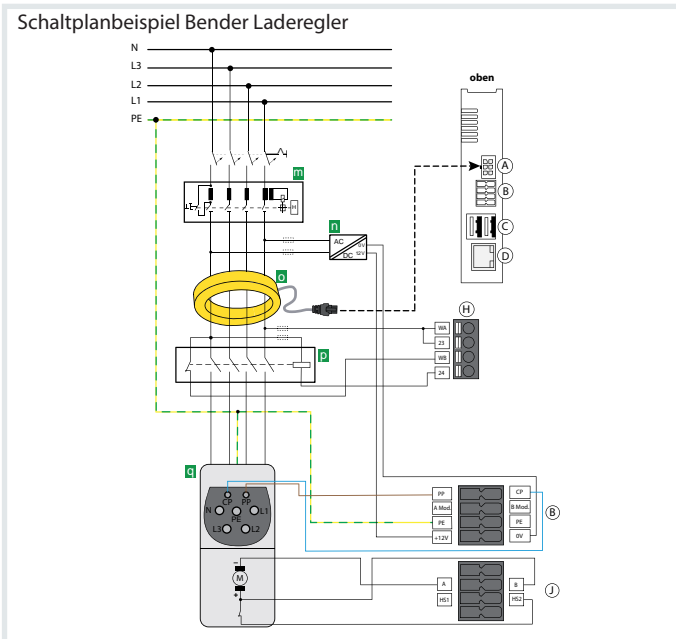 Schaltplanbeispiel Bender Laderegler
N
L3
L2
L1
PE
oben
A
B
C
D
m
H
n
AC
DC
0V
12V
o
H
WA
23
WB
24
p
q
CP PP
N L1
PE
L3 L2
M
PP
A Mod.
PE
+12V
CP
B Mod.
PE
0V
B
A
HS1
B
HS2
J